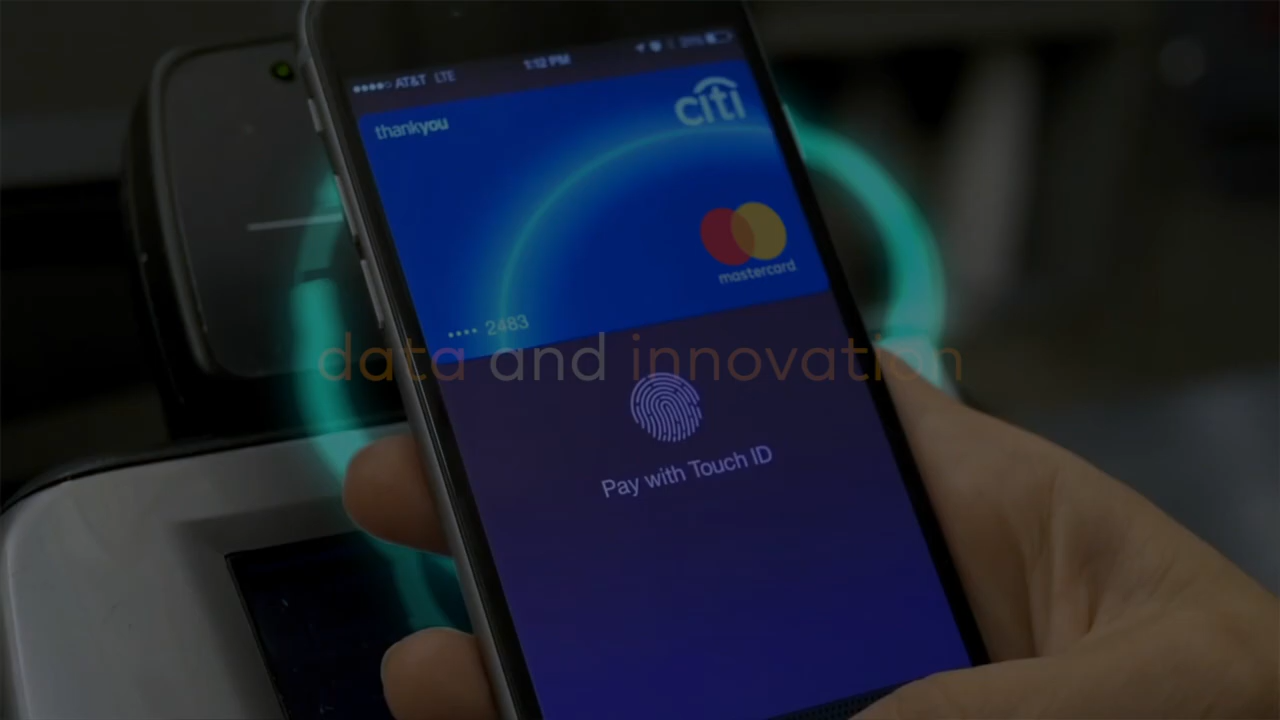 AT&T LTE 1:12 PM
thankyou
citi
mastercard.
•••• 2483
data and innovation
Pay with Touch ID